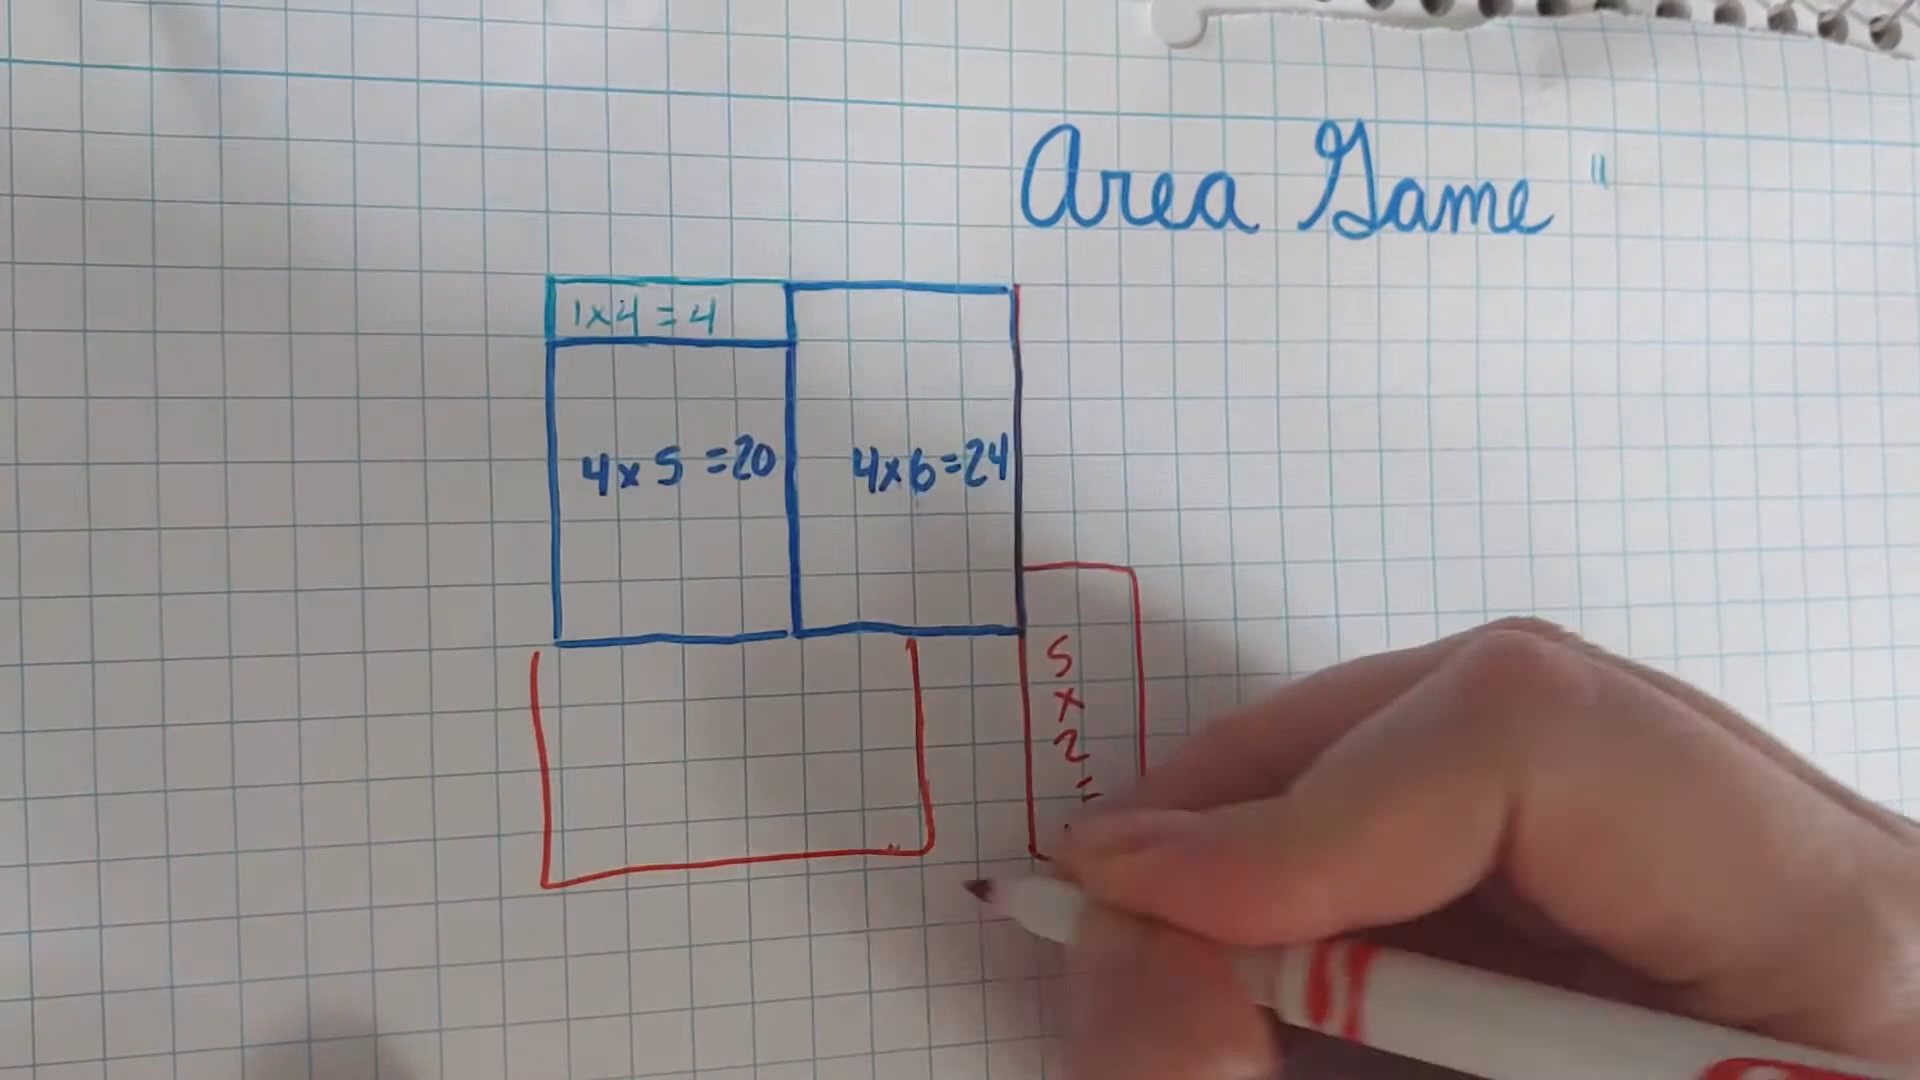 Area Game "
1x4 = 4
4x5 =20
4x6=24
5
x
2
=